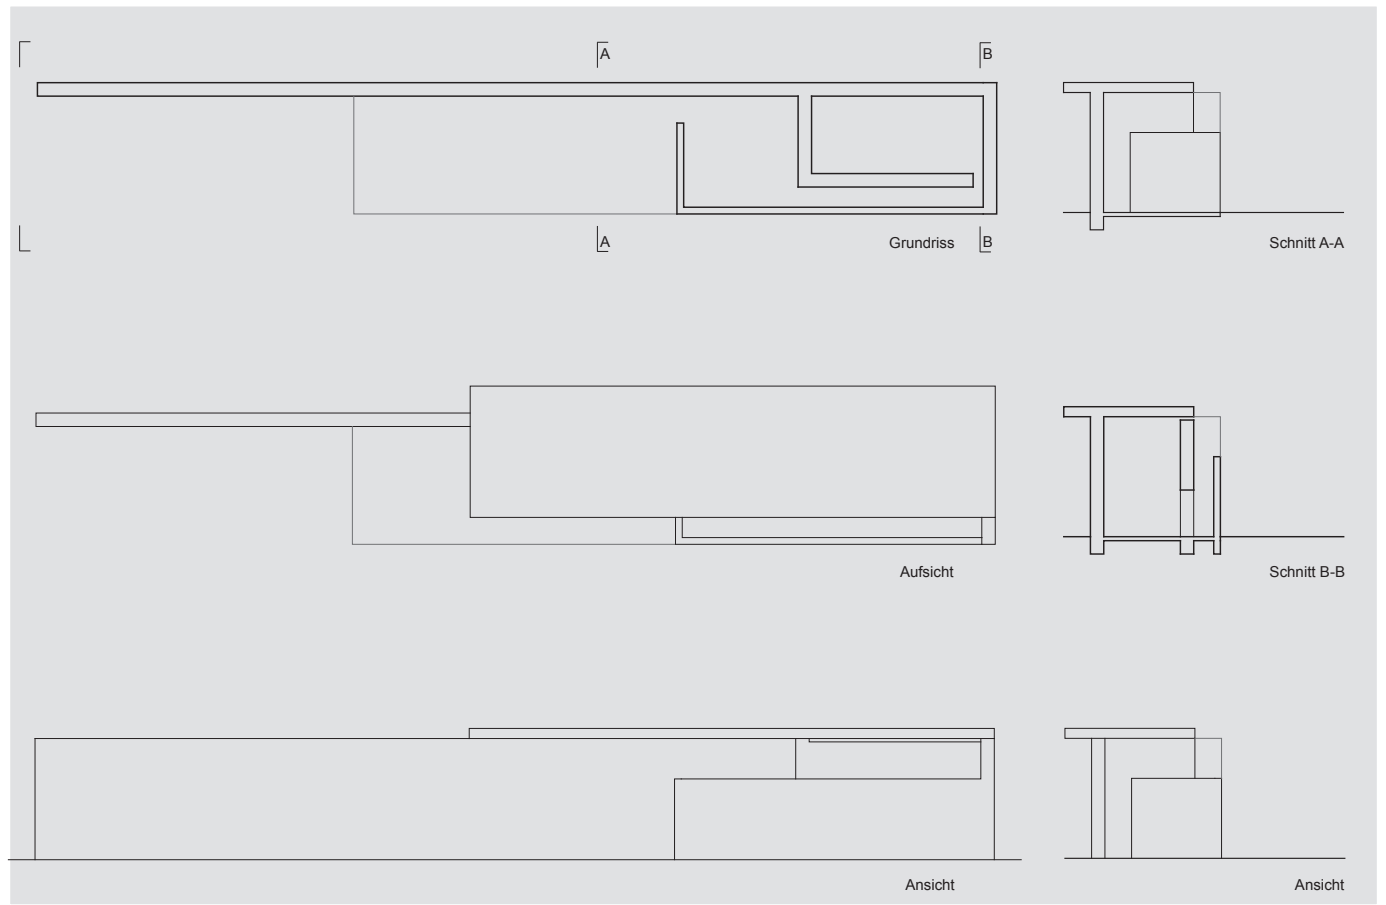 A
B
A
Grundriss
B
Schnitt A-A
Aufsicht
Schnitt B-B
Ansicht
Ansicht